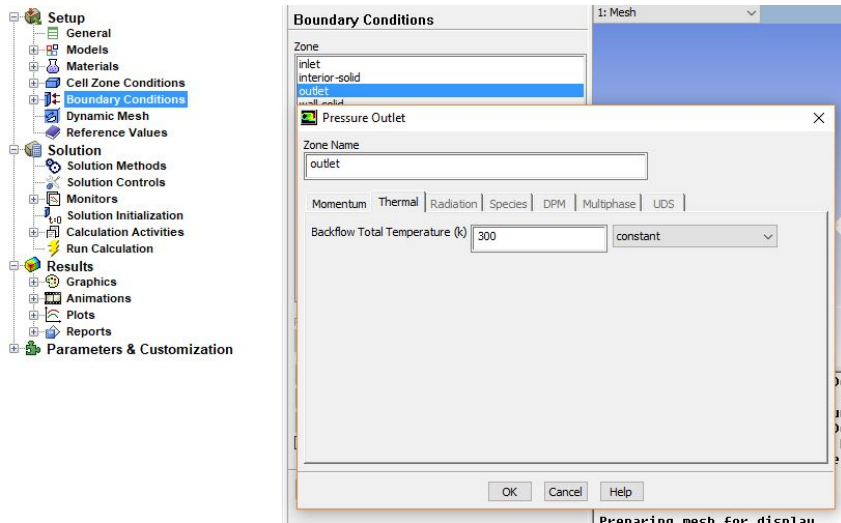 Setup
General
Models
Materials
Cell Zone Conditions
Boundary Conditions
Dynamic Mesh
Reference Values
Solution
Solution Methods
Solution Controls
Monitors
Solution Initialization
Calculation Activities
Run Calculation
Results
Graphics
Animations
Plots
Reports
Parameters & Customization
Boundary Conditions
Zone
inlet
interior-solid
outlet
wall-solid
1: Mesh
Pressure Outlet
Zone Name
outlet
Momentum Thermal Radiation Species DPM Multiphase UDS
Backflow Total Temperature (k) 300 constant
OK Cancel Help
Preparing mesh for display